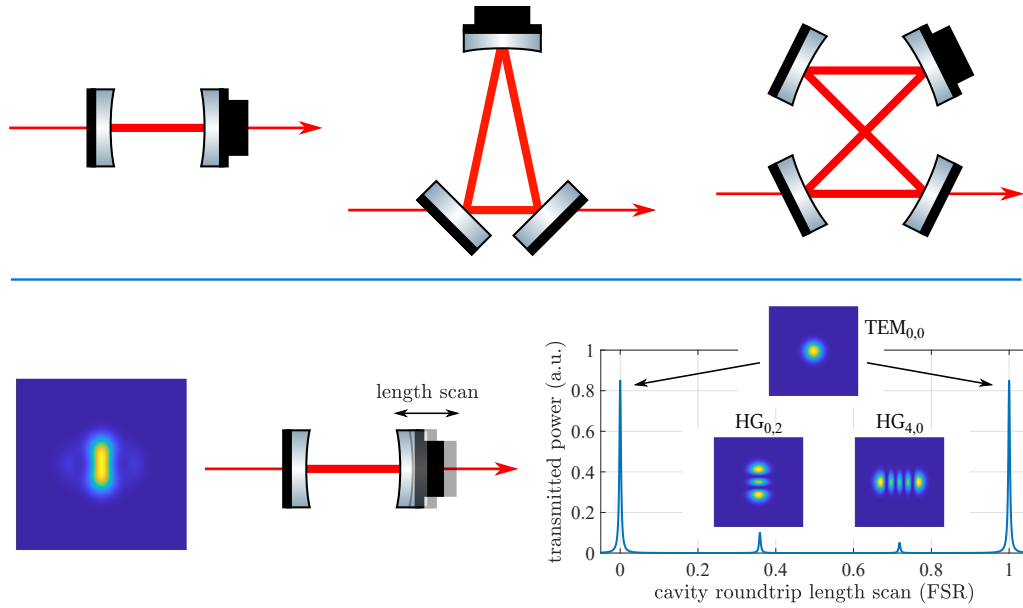 length scan
TEM0,0
HG0,2
HG4,0
transmitted power (a.u.)
1
0.8
0.6
0.4
0.2
0
0 0.2 0.4 0.6 0.8 1
cavity roundtrip length scan (FSR)